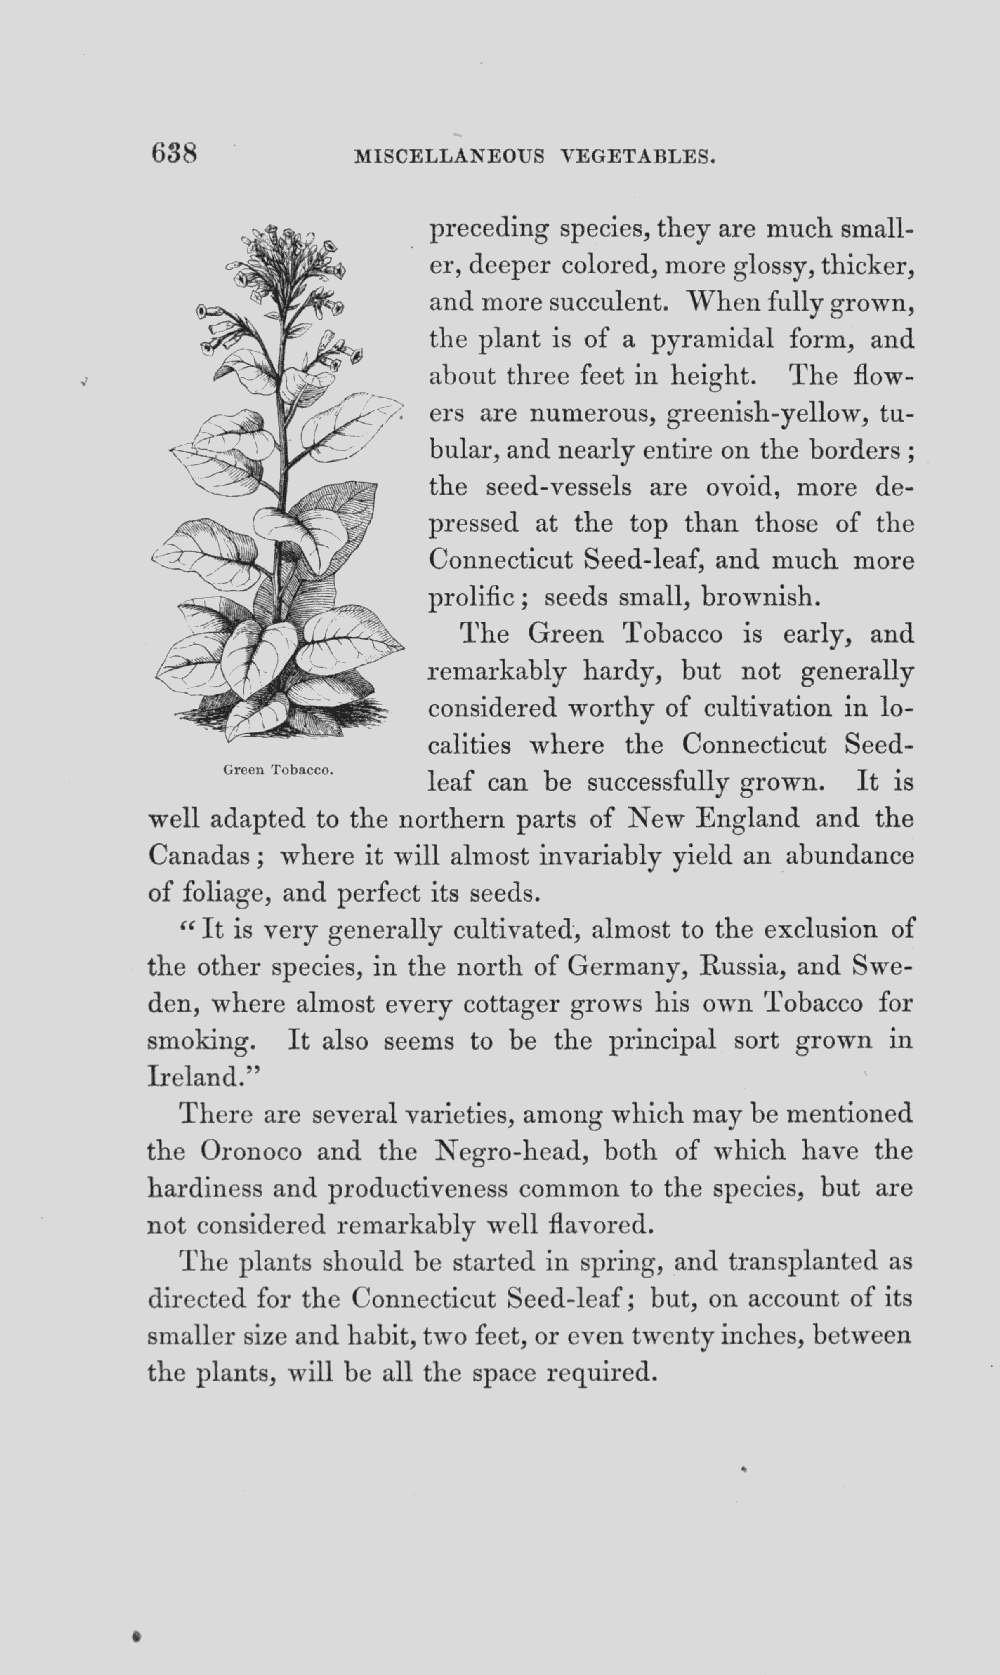 638 MISCELLANEOUS VEGETABLES.
preceding species, they are much small-
er, deeper colored, more glossy, thicker,
and more succulent. When fully grown,
the plant is of a pyramidal form, and
about three feet in height. The flow-
ers are numerous, greenish-yellow, tu-
bular, and nearly entire on the borders ;
the seed-vessels are ovoid, more de-
pressed at the top than those of the
Connecticut Seed-leaf, and much more
prolific ; seeds small, brownish.
The Green Tobacco is early, and
remarkably hardy, but not generally
considered worthy of cultivation in lo-
calities where the Connecticut Seed-
Green Tobacco.
leaf can be successfully grown. It is
well adapted to the northern parts of New England and the
Canadas ; where it will almost invariably yield an abundance
of foliage, and perfect its seeds.
“ It is very generally cultivated, almost to the exclusion of
the other species, in the north of Germany, Russia, and Swe-
den, where almost every cottager grows his own Tobacco for
smoking. It also seems to be the principal sort grown in
Ireland.”
There are several varieties, among which may be mentioned
the Oronoco and the Negro-head, both of which have the
hardiness and productiveness common to the species, but are
not considered remarkably well flavored.
The plants should be started in spring, and transplanted as
directed for the Connecticut Seed-leaf ; but, on account of its
smaller size and habit, two feet, or even twenty inches, between
the plants, will be all the space required.